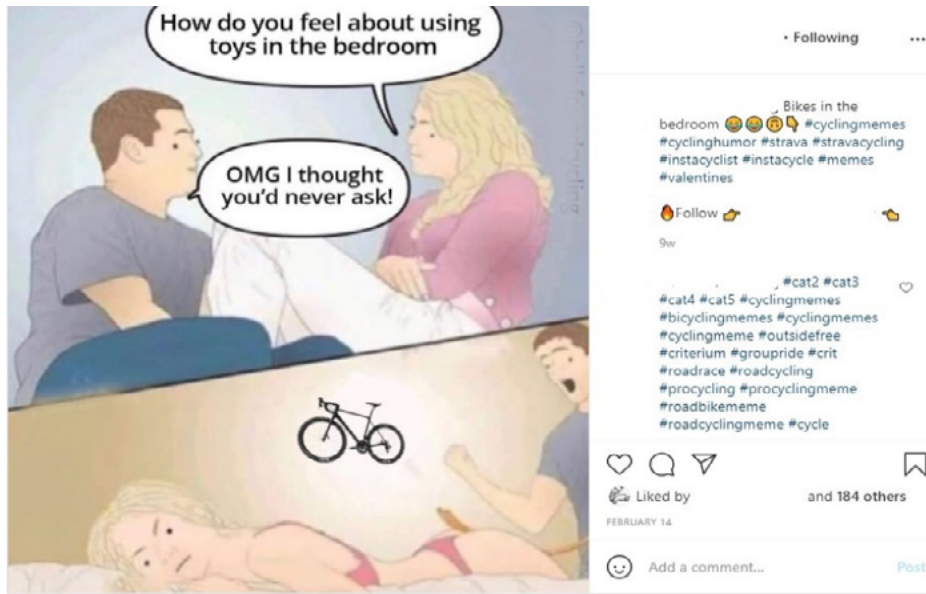 How do you feel about using
toys in the bedroom
OMG I thought
you'd never ask!
• Following
Bikes in the
bedroom 😂😂🙃👇 #cyclingmemes
#cyclinghumor #strava #stravacycling
#instacyclist #instacycle #memes
#valentines
🔥Follow 👉 👈
9w
, #cat2 #cat3
#cat4 #cat5 #cyclingmemes
#bicyclingmemes #cyclingmemes
#cyclingmeme #outsidefree
#criterium #groupride #crit
#roadrace #roadcycling
#procycling #procyclingmeme
#roadbikememe
#roadcyclingmeme #cycle
Liked by and 184 others
FEBRUARY 14
Add a comment... Post